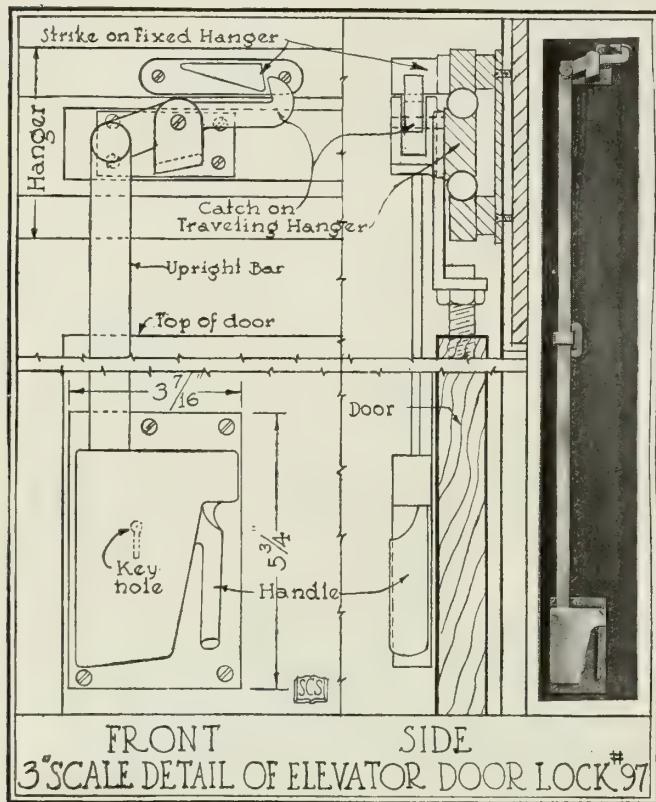 Strike on Fixed Hanger
Hanger
Catch on
Traveling Hanger
Upright Bar
Top of door
3 7/16"
Door
5 3/4"
Key
hole
Handle
SCS
FRONT SIDE
3" SCALE DETAIL OF ELEVATOR DOOR LOCK #97